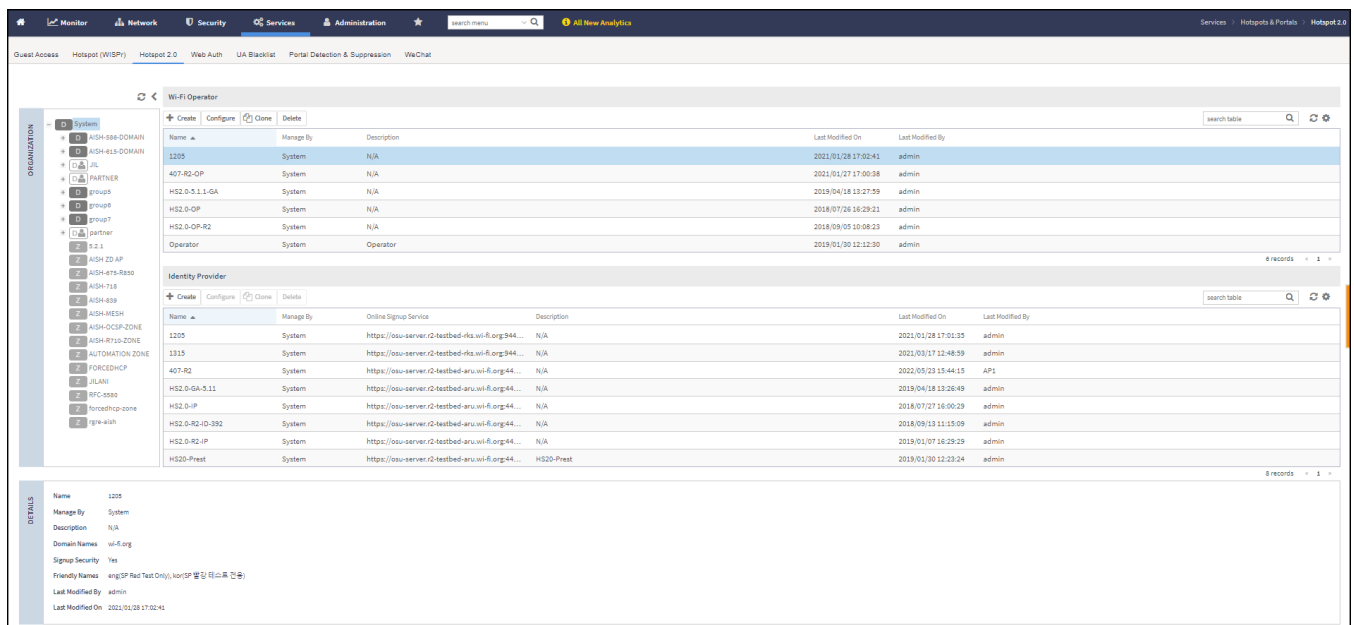 Monitor Network Security Services Administration search menu All New Analytics Services > Hotspots & Portals > Hotspot 2.0
Guest Access Hotspot (WISPr) Hotspot 2.0 Web Auth UA Blacklist Portal Detection & Suppression WeChat
ORGANIZATION
D System
D AISH-586-DOMAIN
D AISH-615-DOMAIN
D JIL
D PARTNER
D group5
D group6
D group7
D partner
Z 5.2.1
Z AISH ZD AP
Z AISH-675-R850
Z AISH-718
Z AISH-839
Z AISH-MESH
Z AISH-OCSP-ZONE
Z AISH-R710-ZONE
Z AUTOMATION ZONE
Z FORCEDHCP
Z JILANI
Z RFC-5580
Z forcedhcp-zone
Z rgre-aish
Wi-Fi Operator
+ Create Configure Clone Delete search table
Name Manage By Description Last Modified On Last Modified By
1205 System N/A 2021/01/28 17:02:41 admin
407-R2-OP System N/A 2021/01/27 17:00:38 admin
HS2.0-5.1.1-GA System N/A 2019/04/18 13:27:59 admin
HS2.0-OP System N/A 2018/07/26 16:29:21 admin
HS2.0-OP-R2 System N/A 2018/09/05 10:08:23 admin
Operator System Operator 2019/01/30 12:12:30 admin
6 records « 1 »
Identity Provider
+ Create Configure Clone Delete search table
Name Manage By Online Signup Service Description Last Modified On Last Modified By
1205 System https://osu-server.r2-testbed-rks.wi-fi.org:944... N/A 2021/01/28 17:01:35 admin
1315 System https://osu-server.r2-testbed-rks.wi-fi.org:944... N/A 2021/03/17 12:48:59 admin
407-R2 System https://osu-server.r2-testbed-aru.wi-fi.org:44... N/A 2022/05/23 15:44:15 AP1
HS2.0-GA-5.11 System https://osu-server.r2-testbed-aru.wi-fi.org:44... N/A 2019/04/18 13:26:49 admin
HS2.0-IP System https://osu-server.r2-testbed-aru.wi-fi.org:44... N/A 2018/07/27 16:00:29 admin
HS2.0-R2-ID-392 System https://osu-server.r2-testbed-aru.wi-fi.org:44... N/A 2018/09/13 11:15:09 admin
HS2.0-R2-IP System https://osu-server.r2-testbed-aru.wi-fi.org:44... N/A 2019/01/07 16:29:29 admin
HS20-Prest System https://osu-server.r2-testbed-aru.wi-fi.org:44... HS20-Prest 2019/01/30 12:23:24 admin
8 records « 1 »
DETAILS
Name 1205
Manage By System
Description N/A
Domain Names wi-fi.org
Signup Security Yes
Friendly Names eng(SP Red Test Only), kor(SP 빨강 테스트 전용)
Last Modified By admin
Last Modified On 2021/01/28 17:02:41